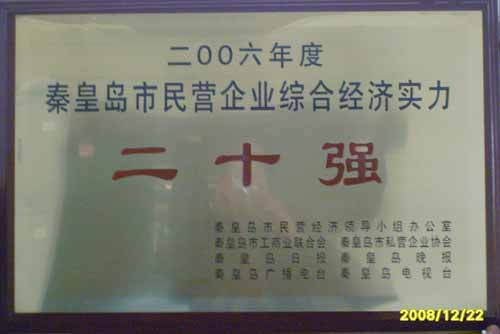 二00六年度
秦皇岛市民营企业综合经济实力
二十强
秦皇岛市民营经济领导小组办公室
秦皇岛市工商业联合会 秦皇岛市私营企业协会
秦皇岛日报 秦皇岛晚报
秦皇岛广播电台 秦皇岛电视台
2008/12/22